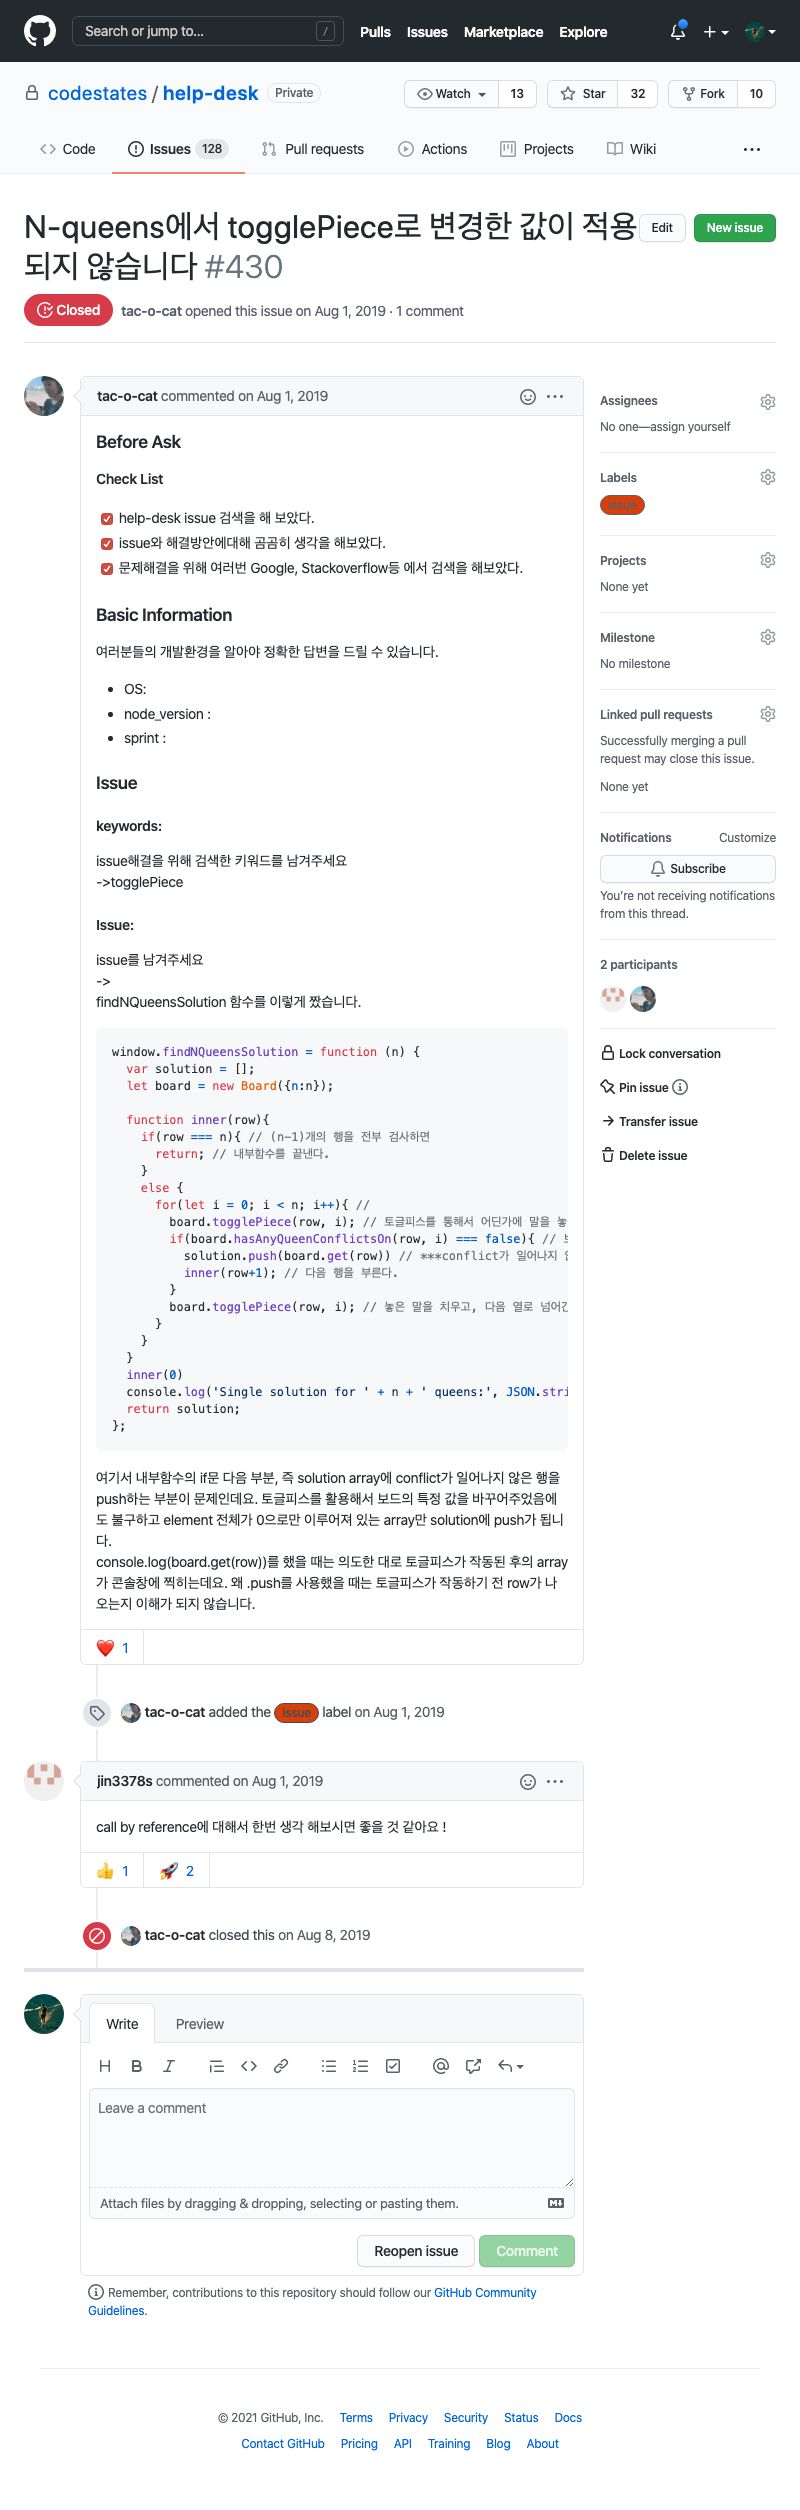 Search or jump to...
/
Pulls
Issues
Marketplace
Explore
codestates / help-desk
Private
Watch
13
Star
32
Fork
10
Code
Issues 128
Pull requests
Actions
Projects
Wiki
N-queens에서 togglePiece로 변경한 값이 적용
되지 않습니다 #430
Edit
New issue
Closed
tac-o-cat opened this issue on Aug 1, 2019 · 1 comment
tac-o-cat commented on Aug 1, 2019
Before Ask
Check List
help-desk issue 검색을 해 보았다.
issue와 해결방안에대해 곰곰히 생각을 해보았다.
문제해결을 위해 여러번 Google, Stackoverflow등 에서 검색을 해보았다.
Basic Information
여러분들의 개발환경을 알아야 정확한 답변을 드릴 수 있습니다.
OS:
node_version :
sprint :
Issue
keywords:
issue해결을 위해 검색한 키워드를 남겨주세요
->togglePiece
Issue:
issue를 남겨주세요
->
findNQueensSolution 함수를 이렇게 짰습니다.
window.findNQueensSolution = function (n) {
var solution = [];
let board = new Board({n:n});
function inner(row){
if(row === n){ // (n-1)개의 행을 전부 검사하면
return; // 내부함수를 끝낸다.
}
else {
for(let i = 0; i < n; i++){ //
board.togglePiece(row, i); // 토글피스를 통해서 어딘가에 말을 놓
if(board.hasAnyQueenConflictsOn(row, i) === false){ //
solution.push(board.get(row)) // ***conflict가 일어나지
inner(row+1); // 다음 행을 부른다.
}
board.togglePiece(row, i); // 놓은 말을 치우고, 다음 열로 넘어간
}
}
}
inner(0)
console.log('Single solution for ' + n + ' queens:', JSON.stri
return solution;
};
여기서 내부함수의 if문 다음 부분, 즉 solution array에 conflict가 일어나지 않은 행을
push하는 부분이 문제인데요. 토글피스를 활용해서 보드의 특정 값을 바꾸어주었음에
도 불구하고 element 전체가 0으로만 이루어져 있는 array만 solution에 push가 됩니
다.
console.log(board.get(row))를 했을 때는 의도한 대로 토글피스가 작동된 후의 array
가 콘솔창에 찍히는데요. 왜 .push를 사용했을 때는 토글피스가 작동하기 전 row가 나
오는지 이해가 되지 않습니다.
1
tac-o-cat added the issue label on Aug 1, 2019
jin3378s commented on Aug 1, 2019
call by reference에 대해서 한번 생각 해보시면 좋을 것 같아요 !
1
2
tac-o-cat closed this on Aug 8, 2019
Write
Preview
Leave a comment
Attach files by dragging & dropping, selecting or pasting them.
Reopen issue
Comment
Remember, contributions to this repository should follow our GitHub Community
Guidelines.
Assignees
No one—assign yourself
Labels
issue
Projects
None yet
Milestone
No milestone
Linked pull requests
Successfully merging a pull
request may close this issue.
None yet
Notifications
Customize
Subscribe
You're not receiving notifications
from this thread.
2 participants
Lock conversation
Pin issue
Transfer issue
Delete issue
© 2021 GitHub, Inc.
Terms
Privacy
Security
Status
Docs
Contact GitHub
Pricing
API
Training
Blog
About